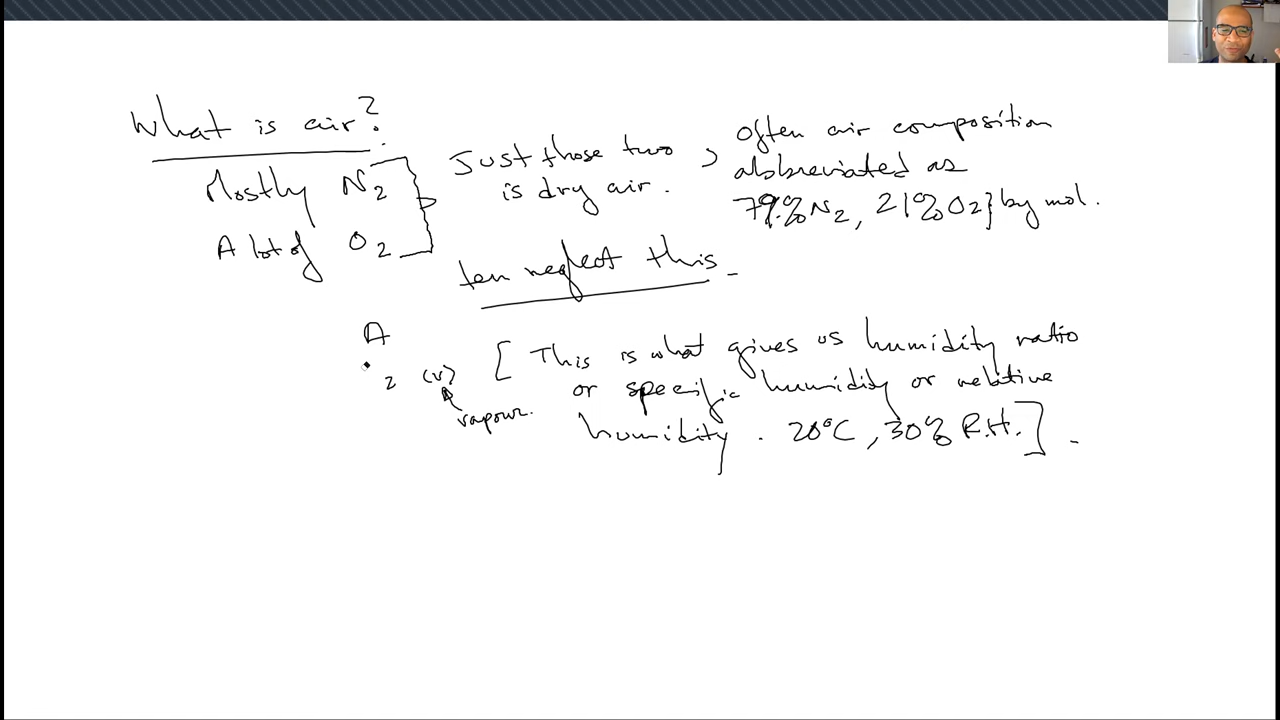 What is air?
Mostly N2
A lot of O2
Just those two
is dry air.
often air composition
abbreviated as
79% N2, 21% O2} by mol.
ten neglect this
A
2 (v)
vapour.
[This is what gives us humidity ratio
or specific humidity or relative
humidity. 20°C, 30% R.H.].